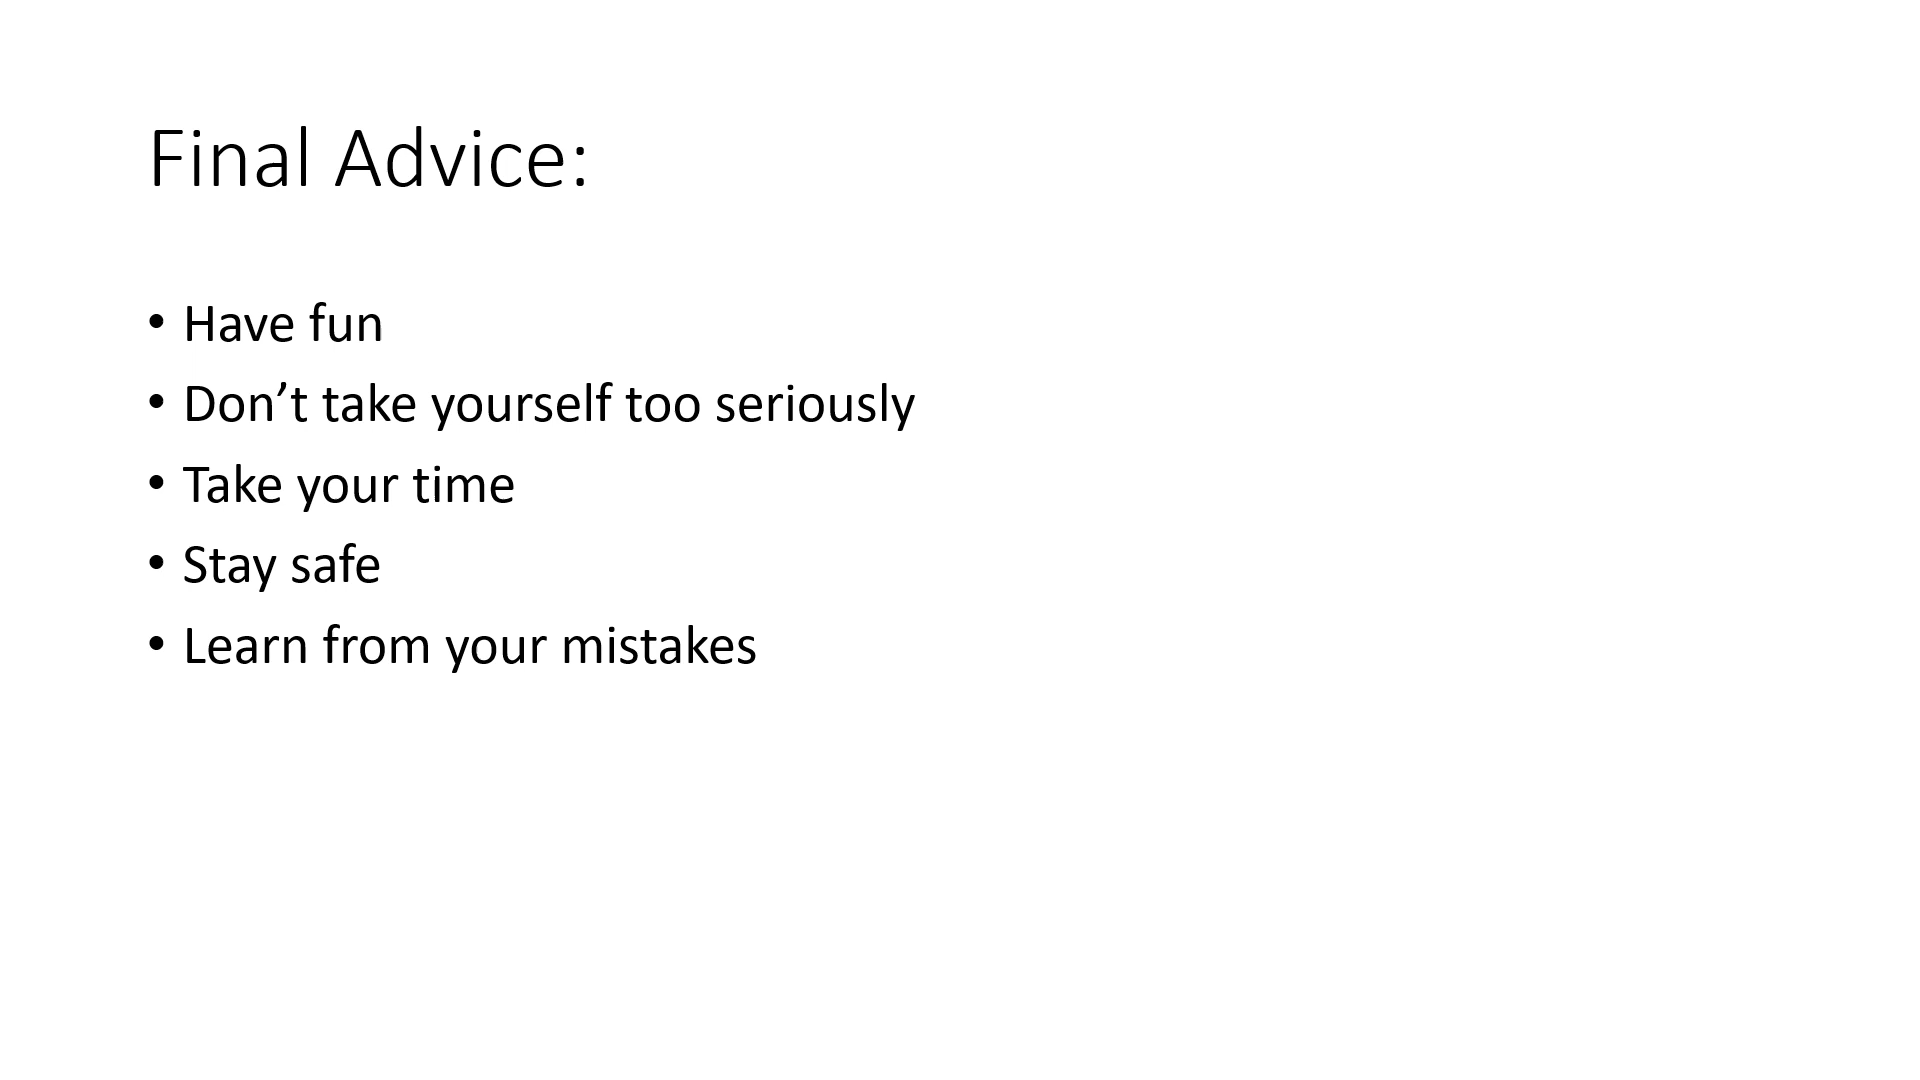 Final Advice:
• Have fun
• Don’t take yourself too seriously
• Take your time
• Stay safe
• Learn from your mistakes